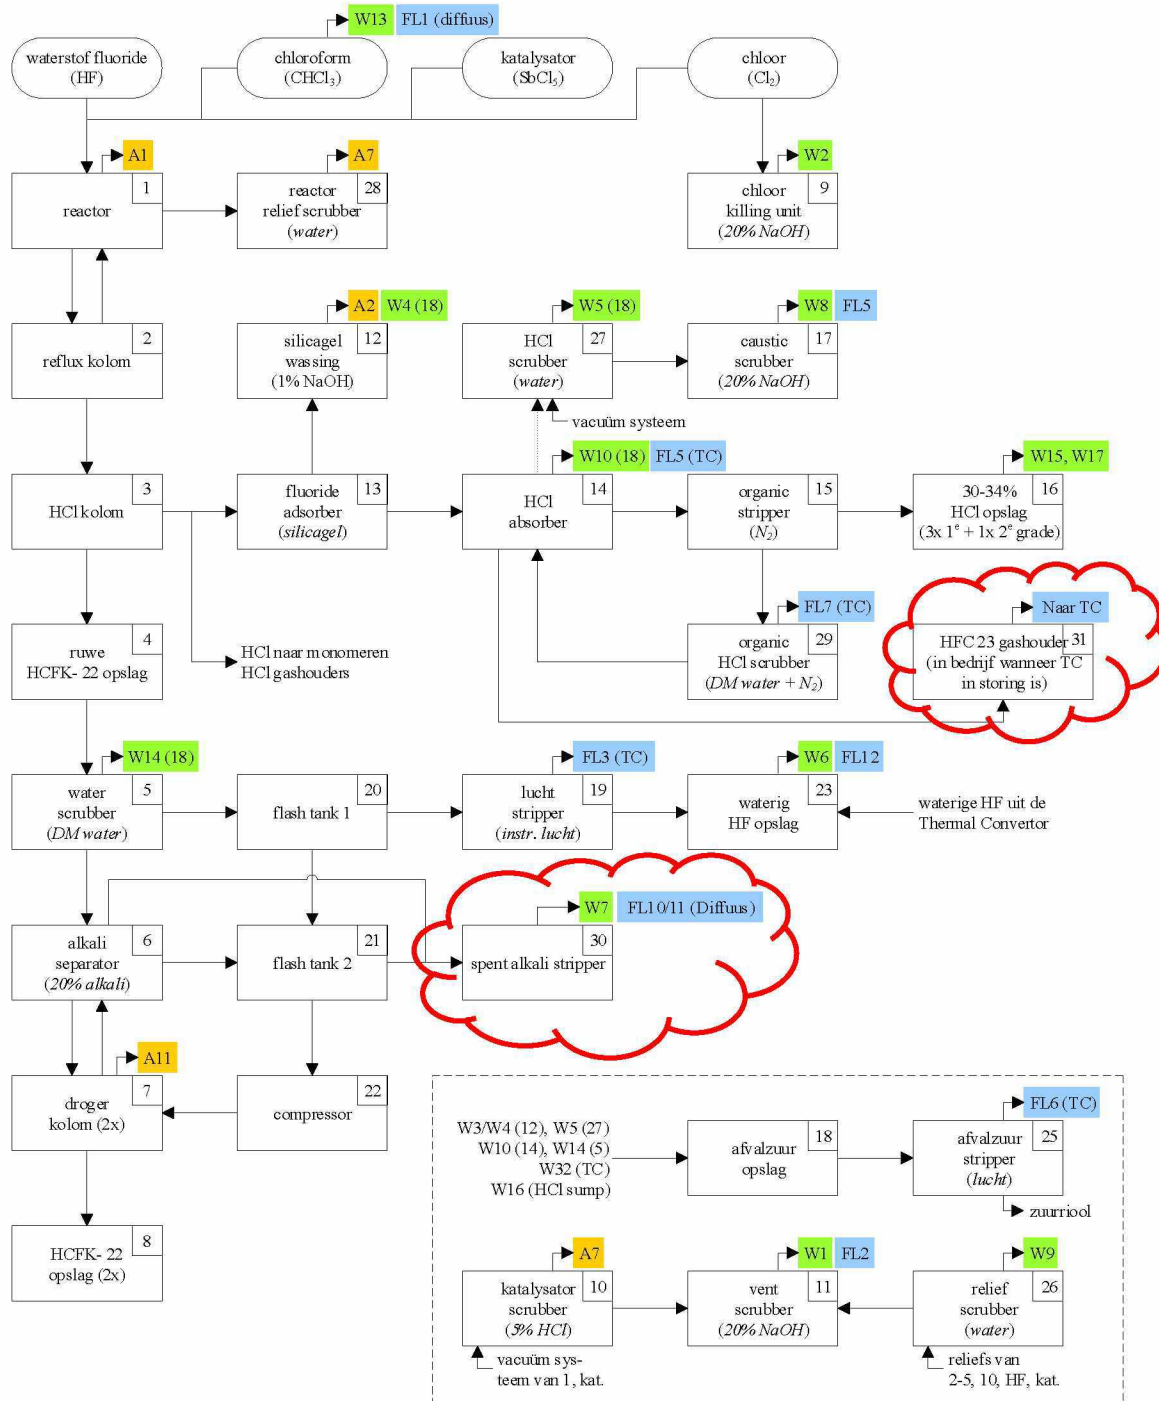 W13 FL1 (diffuus)
waterstof fluoride
(HF)
chloroform
(CHCl3)
katalysator
(SbCl5)
chloor
(Cl2)
A1
1
reactor
A7
28
reactor
relief scrubber
(water)
W2
9
chloor
killing unit
(20% NaOH)
2
reflux kolom
A2 W4 (18)
12
silicagel
wassing
(1% NaOH)
W5 (18)
27
HCl
scrubber
(water)
W8 FL5
17
caustic
scrubber
(20% NaOH)
vacuüm systeem
3
HCl kolom
13
fluoride
adsorber
(silicagel)
W10 (18) FL5 (TC)
14
HCl
absorber
15
organic
stripper
(N2)
W15, W17
16
30-34%
HCl opslag
(3x 1e + 1x 2e grade)
4
ruwe
HCFK- 22 opslag
HCl naar monomeren
HCl gashouders
FL7 (TC)
29
organic
HCl scrubber
(DM water + N2)
Naar TC
31
HFC 23 gashouder
(in bedrijf wanneer TC
in storing is)
W14 (18)
5
water
scrubber
(DM water)
20
flash tank 1
FL3 (TC)
19
lucht
stripper
(instr. lucht)
W6 FL12
23
waterig
HF opslag
waterige HF uit de
Thermal Convertor
6
alkali
separator
(20% alkali)
21
flash tank 2
W7 FL10/11 (Diffuus)
30
spent alkali stripper
A11
7
droger
kolom (2x)
22
compressor
8
HCFK- 22
opslag (2x)
W3/W4 (12), W5 (27)
W10 (14), W14 (5)
W32 (TC)
W16 (HCl sump)
18
afvalzuur
opslag
FL6 (TC)
25
afvalzuur
stripper
(lucht)
zuurriool
A7
10
katalysator
scrubber
(5% HCl)
W1 FL2
11
vent
scrubber
(20% NaOH)
W9
26
relief
scrubber
(water)
vacuüm sys-
teem van 1, kat.
reliefs van
2-5, 10, HF, kat.